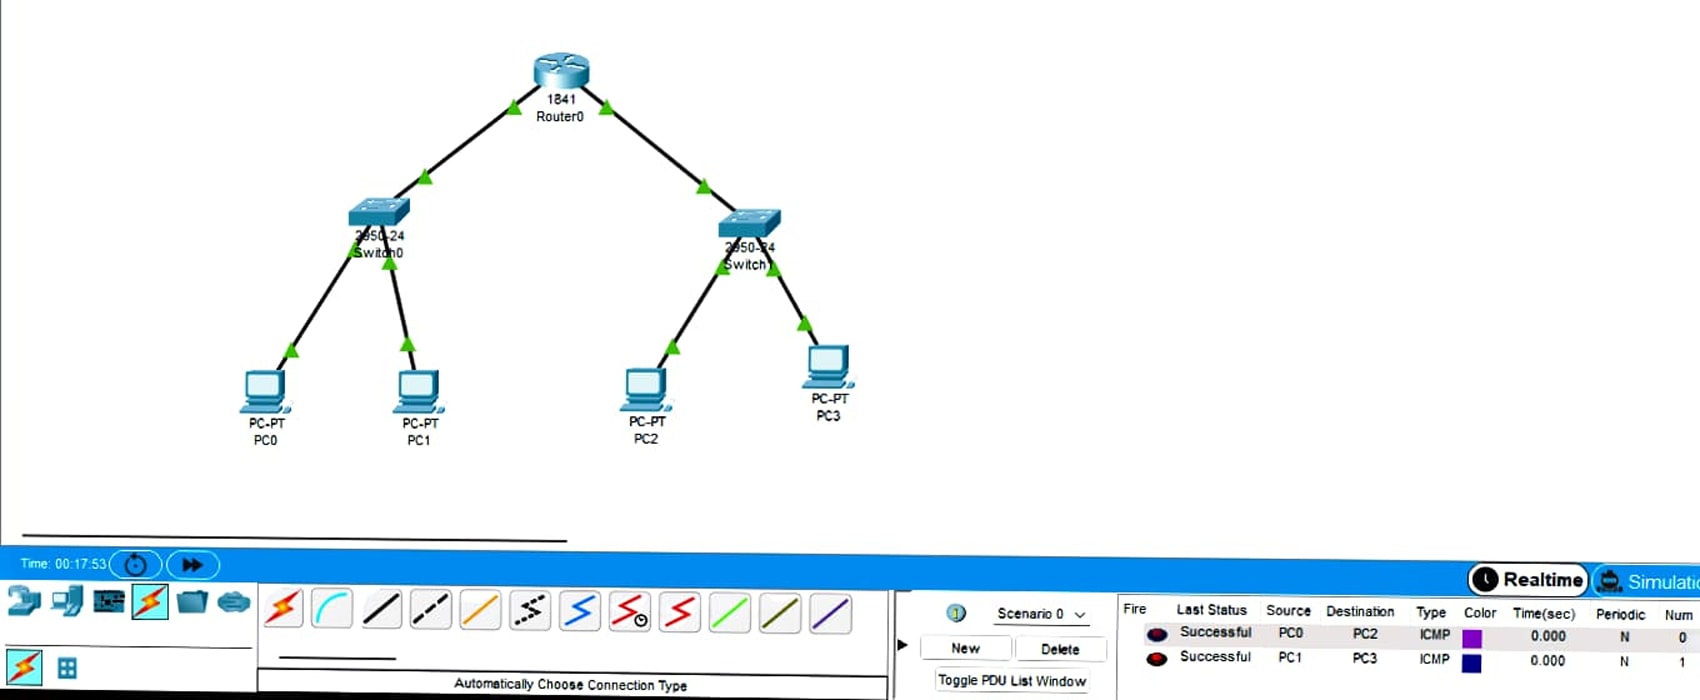 1841
Router0
2950-24
Switch0
2950-24
Switch1
PC-PT
PC0
PC-PT
PC1
PC-PT
PC2
PC-PT
PC3
Time: 00:17:53
Realtime
Simulatio
Scenario 0
New
Delete
Toggle PDU List Window
Automatically Choose Connection Type
Fire Last Status Source Destination Type Color Time(sec) Periodic Num
Successful PC0 PC2 ICMP 0.000 N 0
Successful PC1 PC3 ICMP 0.000 N 1